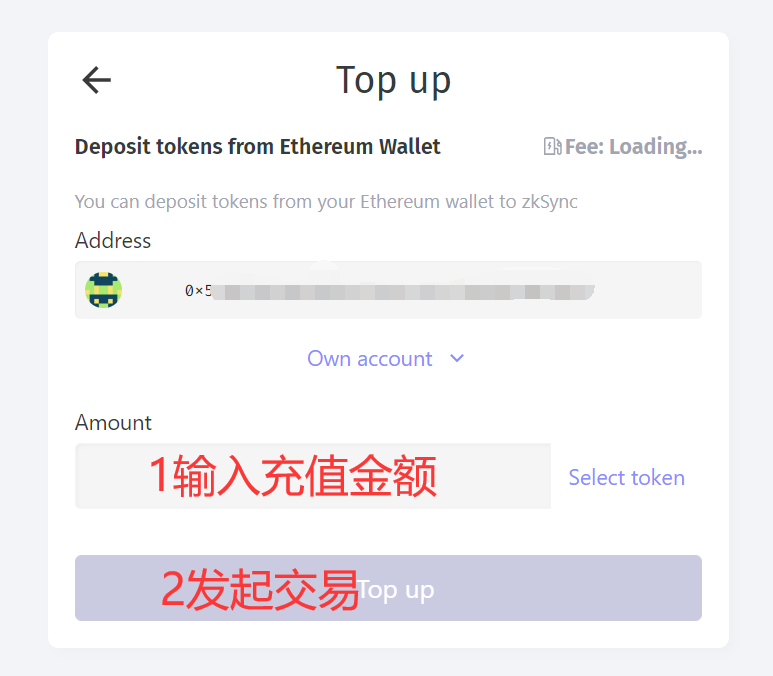 Top up
Deposit tokens from Ethereum Wallet
Fee: Loading...
You can deposit tokens from your Ethereum wallet to zkSync
Address
0×5
Own account
Amount
1输入充值金额
Select token
2发起交易
Top up